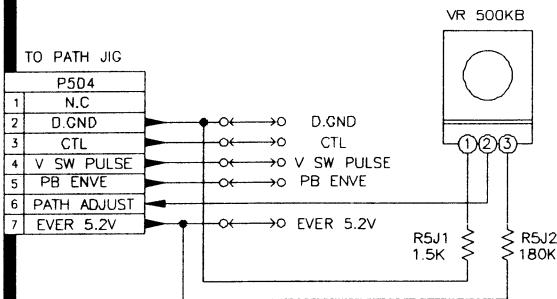 VR 500KB
TO PATH JIG
P5D4
1 N.C
2 D.GND D.GND
3 CTL CTL
4 V SW PULSE V SW PULSE
5 PB ENVE PB ENVE
6 PATH ADJUST
7 EVER 5.2V EVER 5.2V
1 2 3
R5J1
1.5K
R5J2
180K